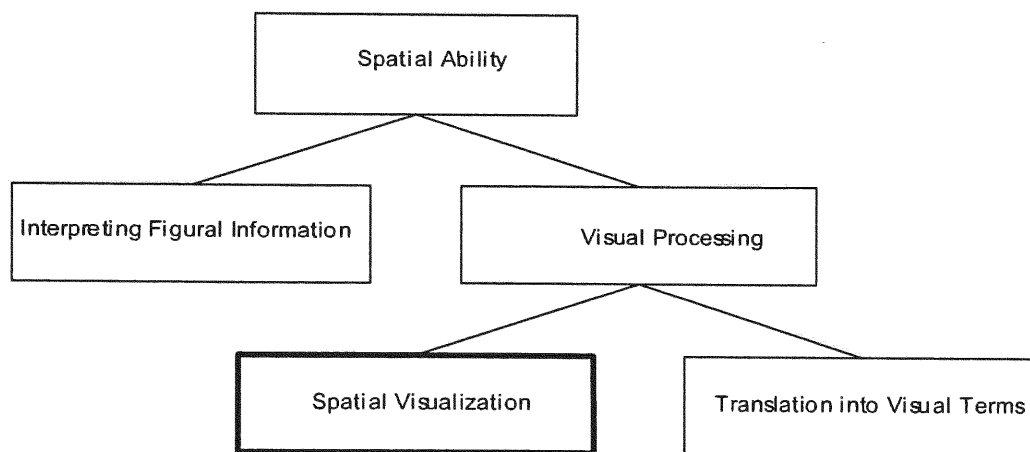 Spatial Ability
Interpreting Figural Information
Visual Processing
Spatial Visualization
Translation into Visual Terms